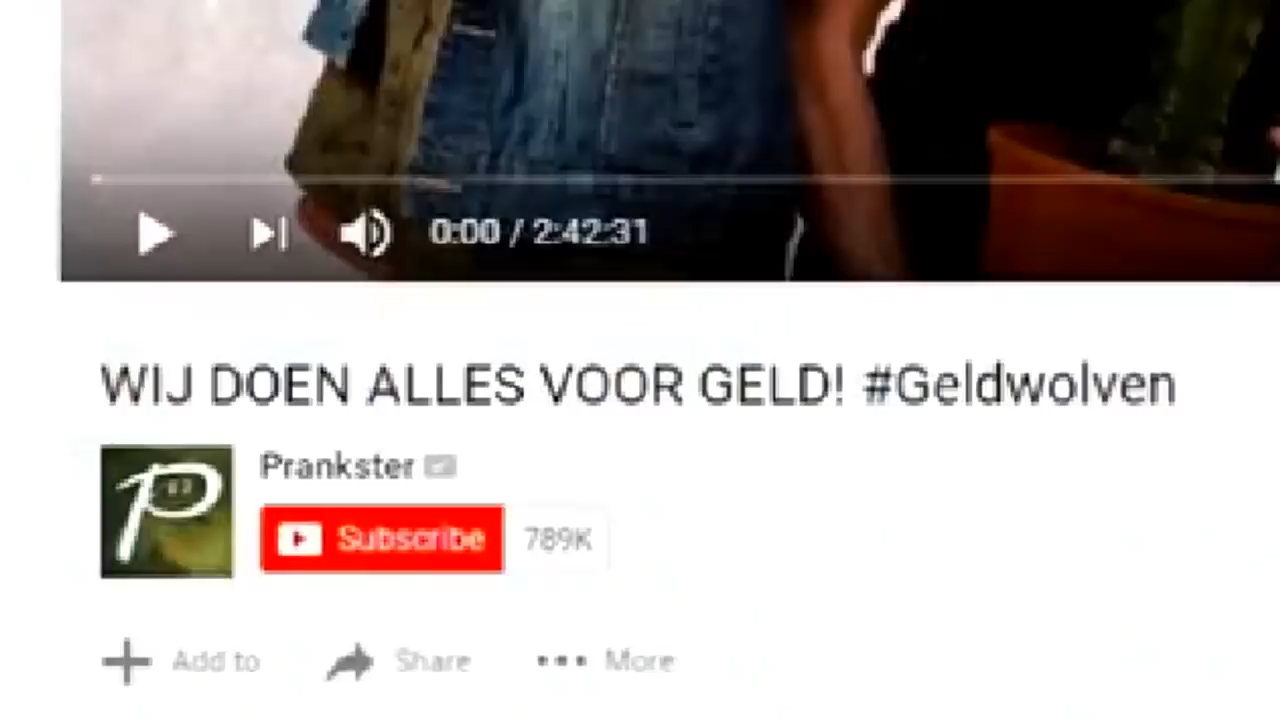 0:00 / 2:42:31
WIJ DOEN ALLES VOOR GELD! #Geldwolven
Prankster
Subscribe 789K
Add to Share More